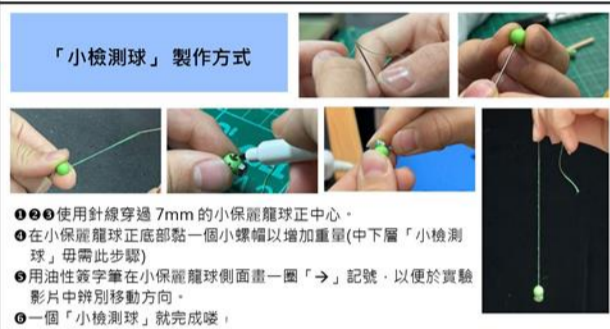 「小檢測球」 製作方式
❶❷❸使用針線穿過 7mm 的小保麗龍球正中心。
❹在小保麗龍球正底部黏一個小螺帽以增加重量(中下層「小檢測
球」毋需此步驟)
❺用油性簽字筆在小保麗龍球側面畫一圈「→」記號，以便於實驗
影片中辨別移動方向。
❻一個「小檢測球」就完成喽，